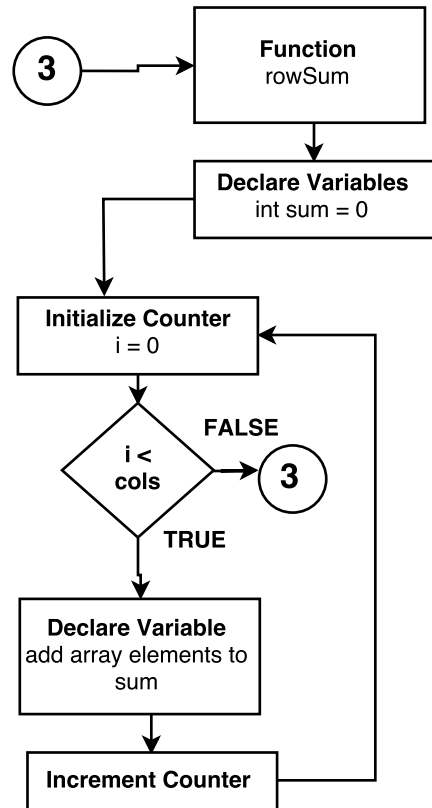 3
Function
rowSum
Declare Variables
int sum = 0
Initialize Counter
i = 0
i <
cols
FALSE
3
TRUE
Declare Variable
add array elements to
sum
Increment Counter